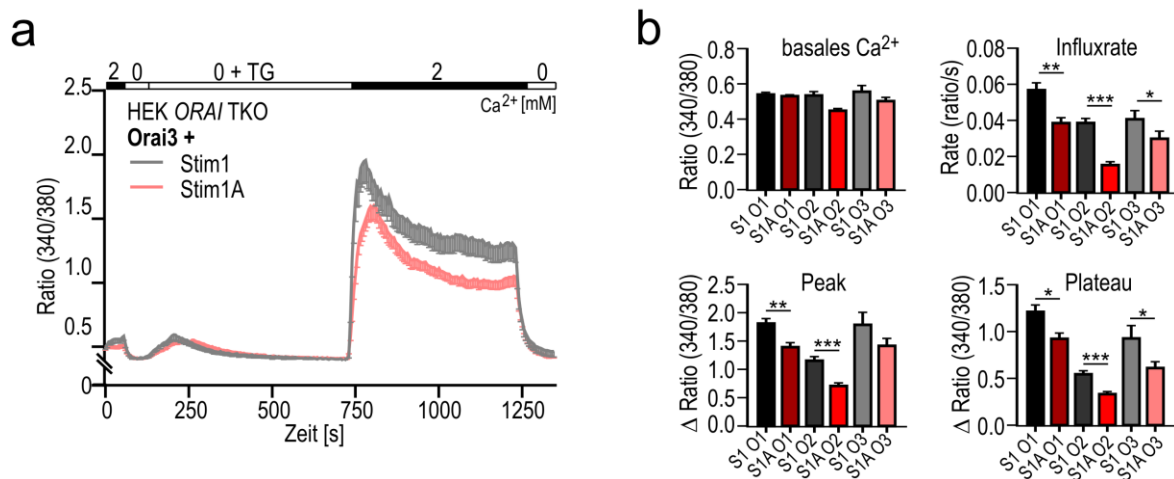 a
2 0 0 + TG 2 0
Ca2+ [mM]
2.5
2.0
1.5
1.0
0.5
0
Ratio (340/380)
HEK ORAI TKO
Orai3 +
Stim1
Stim1A
0 250 500 750 1000 1250
Zeit [s]
b
basales Ca2+
Ratio (340/380)
0.8
0.6
0.4
0.2
0.0
S1 O1 S1A O1 S1 O2 S1A O2 S1 O3 S1A O3
Influxrate
Rate (ratio/s)
0.08
0.06
0.04
0.02
0.00
** *** *
S1 O1 S1A O1 S1 O2 S1A O2 S1 O3 S1A O3
Peak
Δ Ratio (340/380)
2.5
2.0
1.5
1.0
0.5
0.0
** ***
S1 O1 S1A O1 S1 O2 S1A O2 S1 O3 S1A O3
Plateau
Δ Ratio (340/380)
1.5
1.0
0.5
0.0
* *** *
S1 O1 S1A O1 S1 O2 S1A O2 S1 O3 S1A O3